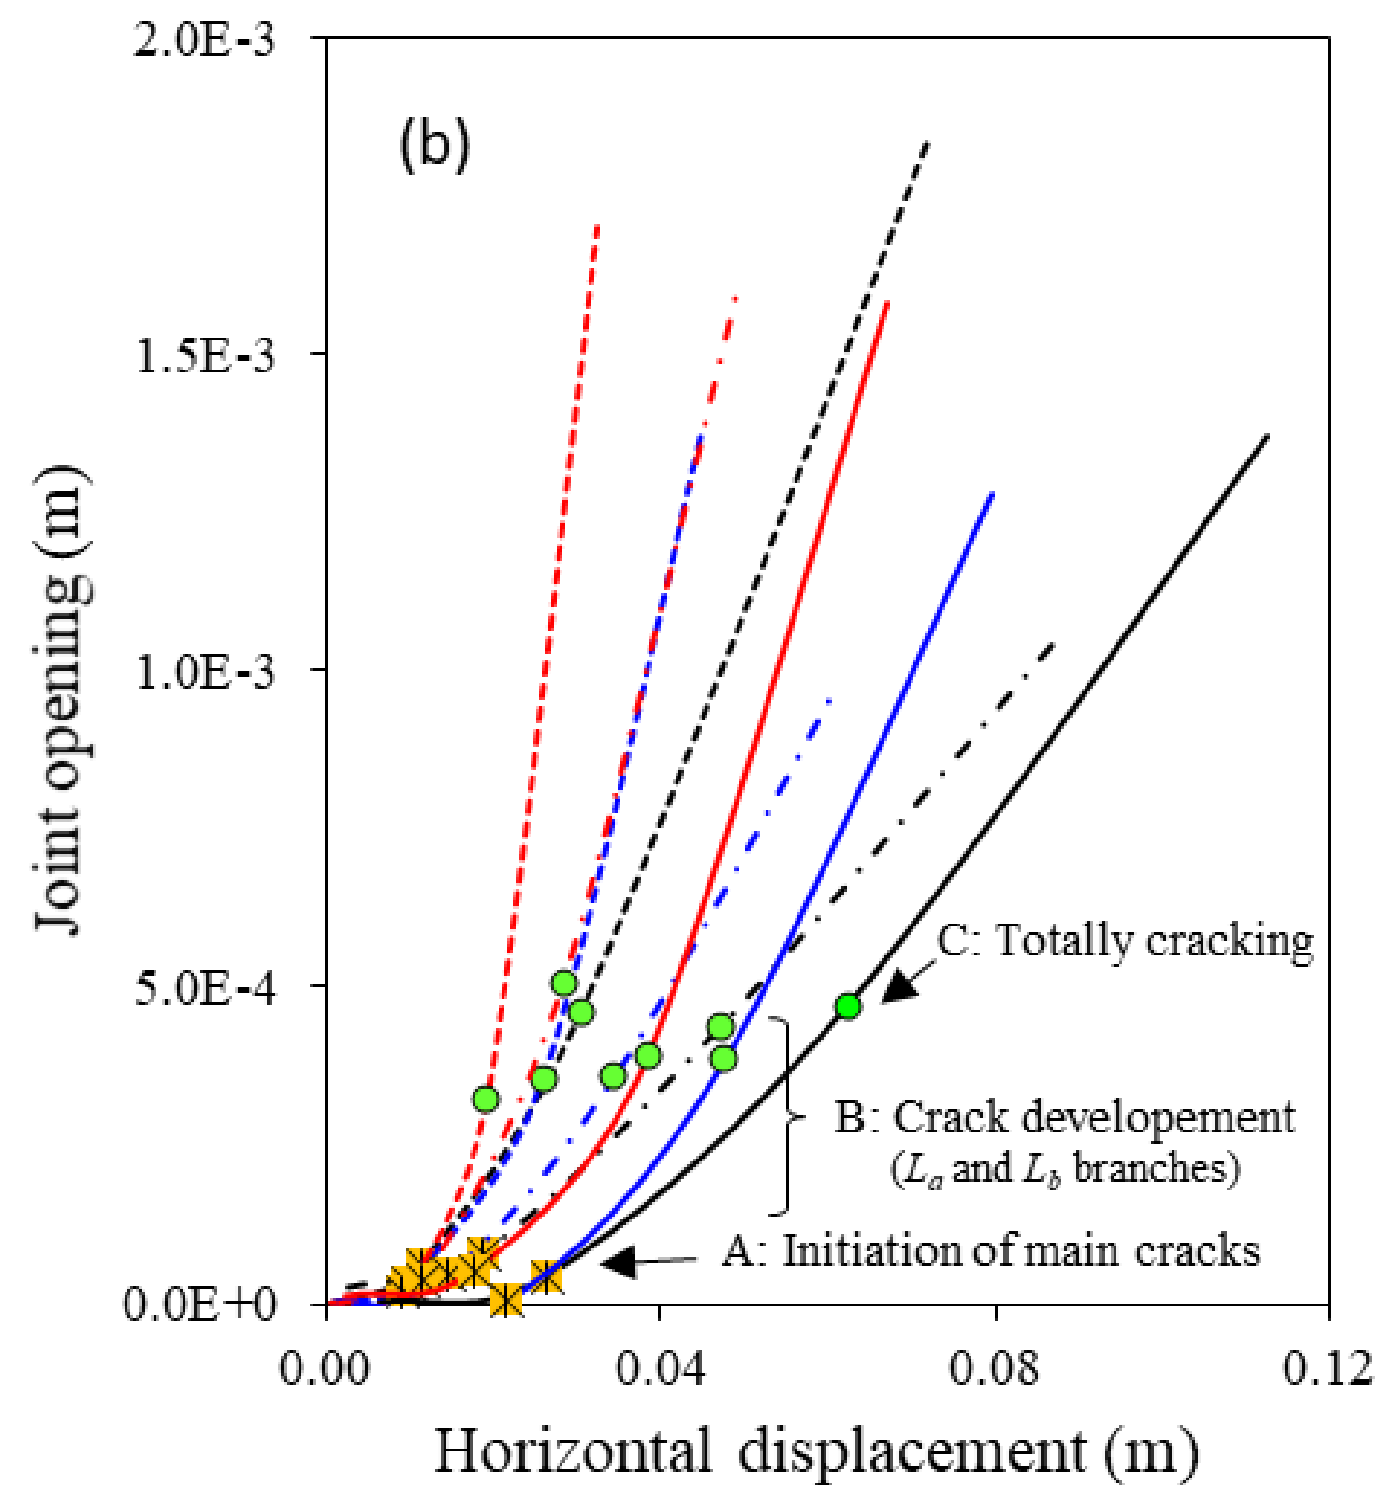 2.0E-3
(b)
1.5E-3
1.0E-3
5.0E-4
0.0E+0
Joint opening (m)
C: Totally cracking
B: Crack developement
(La and Lb branches)
A: Initiation of main cracks
0.00 0.04 0.08 0.12
Horizontal displacement (m)